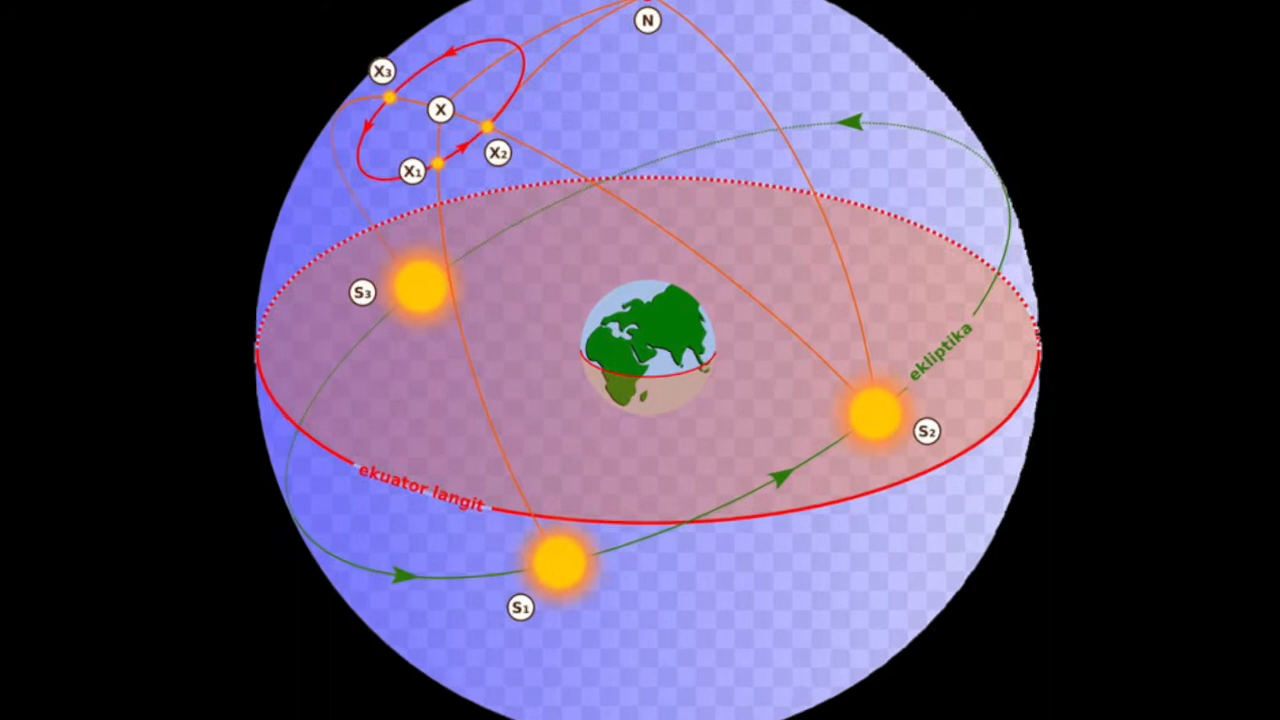 N
X₃
X
X₂
X₁
S₃
ekliptika
S₂
ekuator langit
S₁